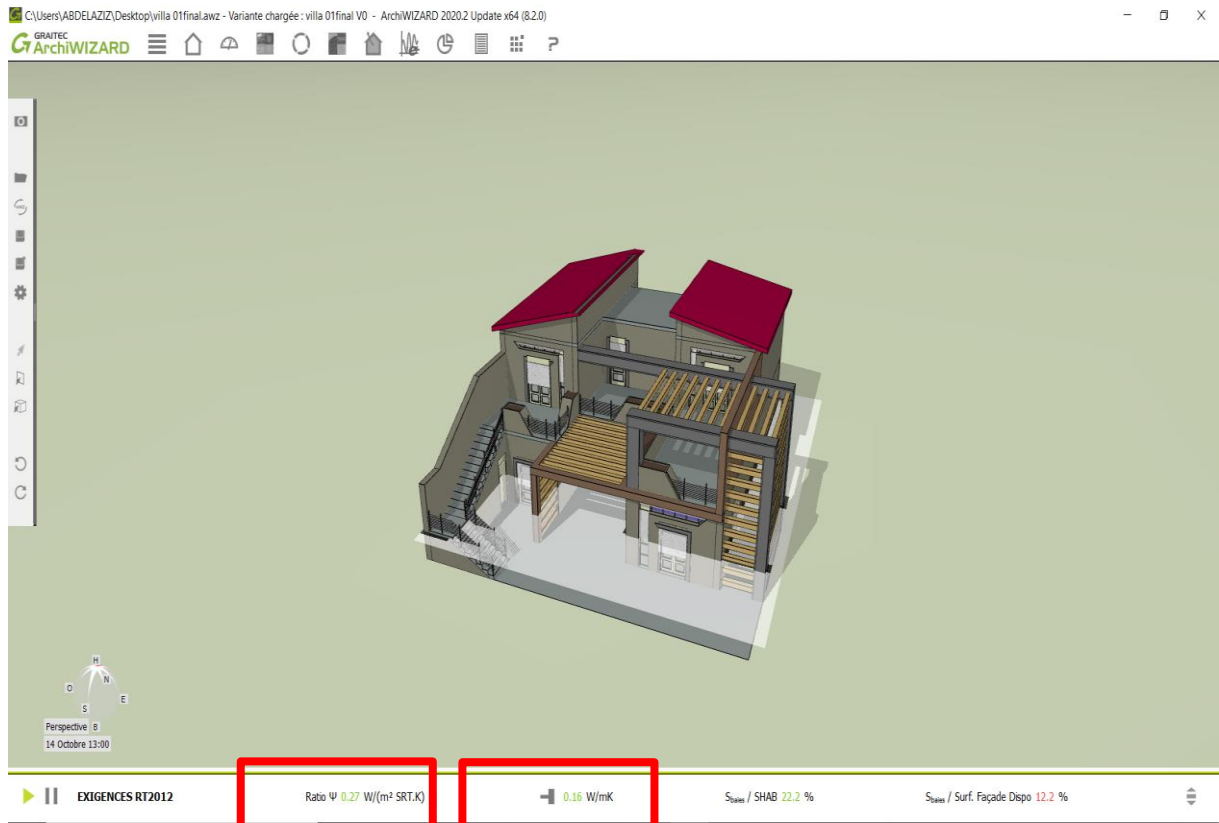 C:\Users\ABDELAZIZ\Desktop\villa 01final.awz - Variante chargée : villa 01final V0 - ArchiWIZARD 2020.2 Update x64 (8.2.0)
GRAITEC
ArchiWIZARD
?
H
N
O
E
S
Perspective B
14 Octobre 13:00
EXIGENCES RT2012 Ratio Ψ 0.27 W/(m² SRT.K) 0.16 W/mK Sbaies / SHAB 22.2 % Sbaies / Surf. Façade Dispo 12.2 %